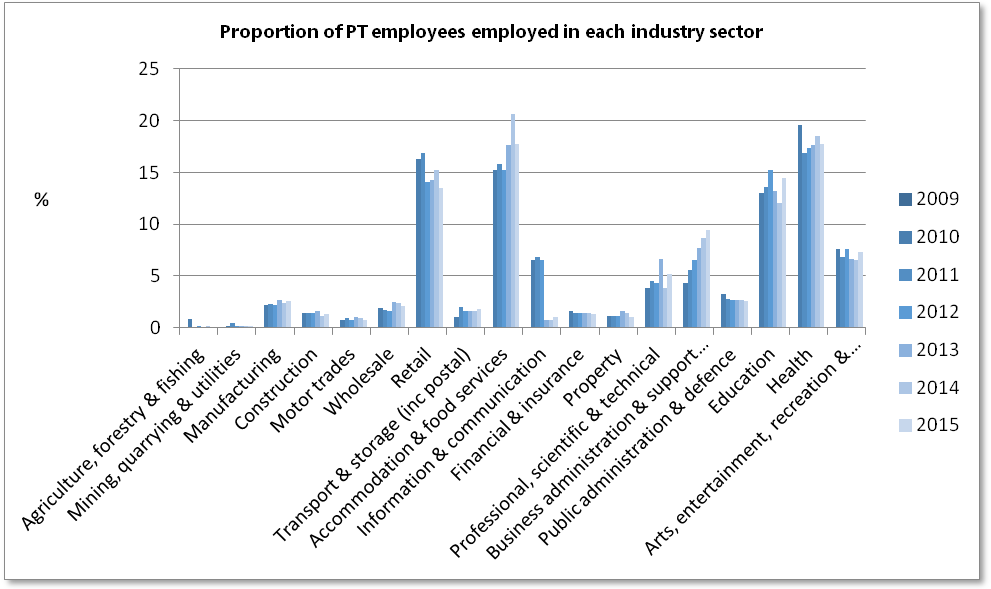 Proportion of PT employees employed in each industry sector
25
20
15
10
5
0
%
Agriculture, forestry & fishing
Mining, quarrying & utilities
Manufacturing
Construction
Motor trades
Wholesale
Retail
Transport & storage (inc postal)
Accommodation & food services
Information & communication
Financial & insurance
Property
Professional, scientific & technical
Business administration & support...
Public administration & defence
Education
Health
Arts, entertainment, recreation &...
2009
2010
2011
2012
2013
2014
2015